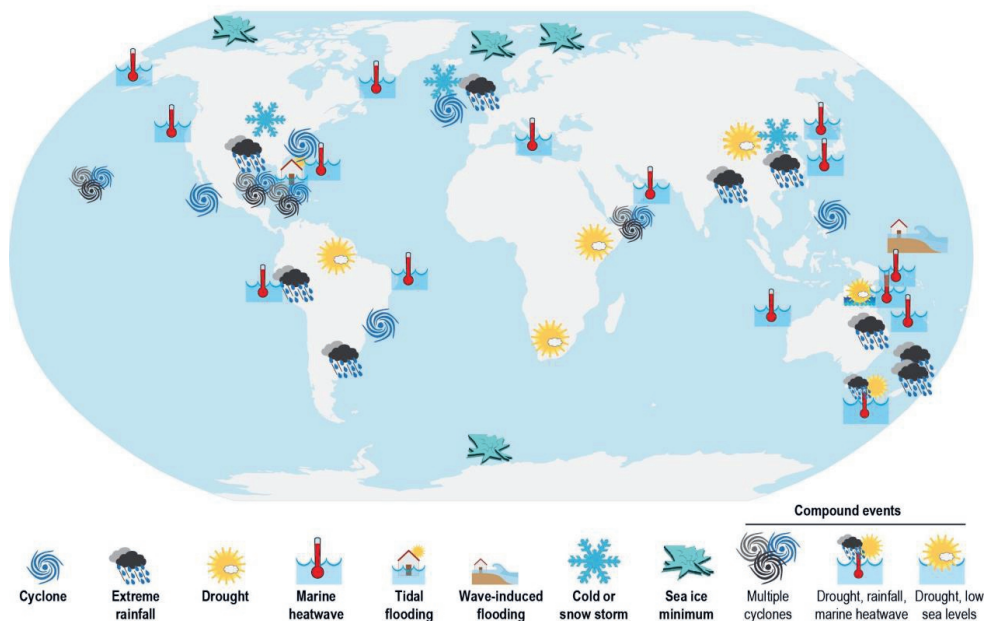 Compound events
Cyclone
Extreme
rainfall
Drought
Marine
heatwave
Tidal
flooding
Wave-induced
flooding
Cold or
snow storm
Sea ice
minimum
Multiple
cyclones
Drought, rainfall,
marine heatwave
Drought, low
sea levels